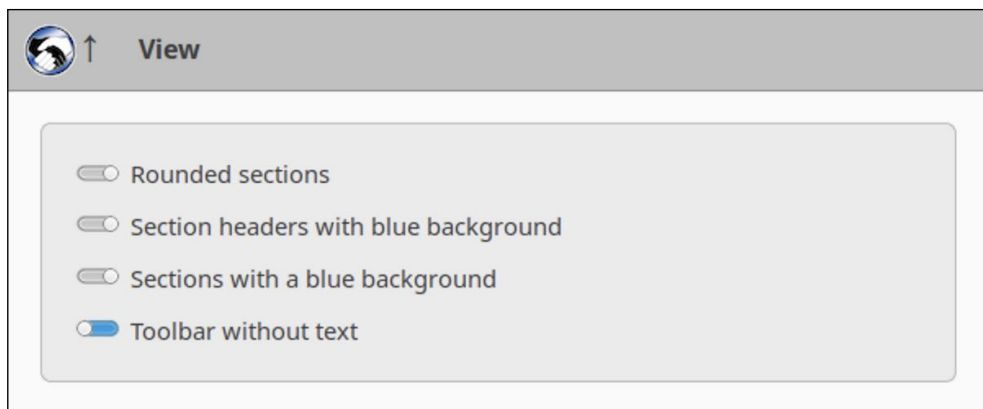 ↑ View
Rounded sections
Section headers with blue background
Sections with a blue background
Toolbar without text